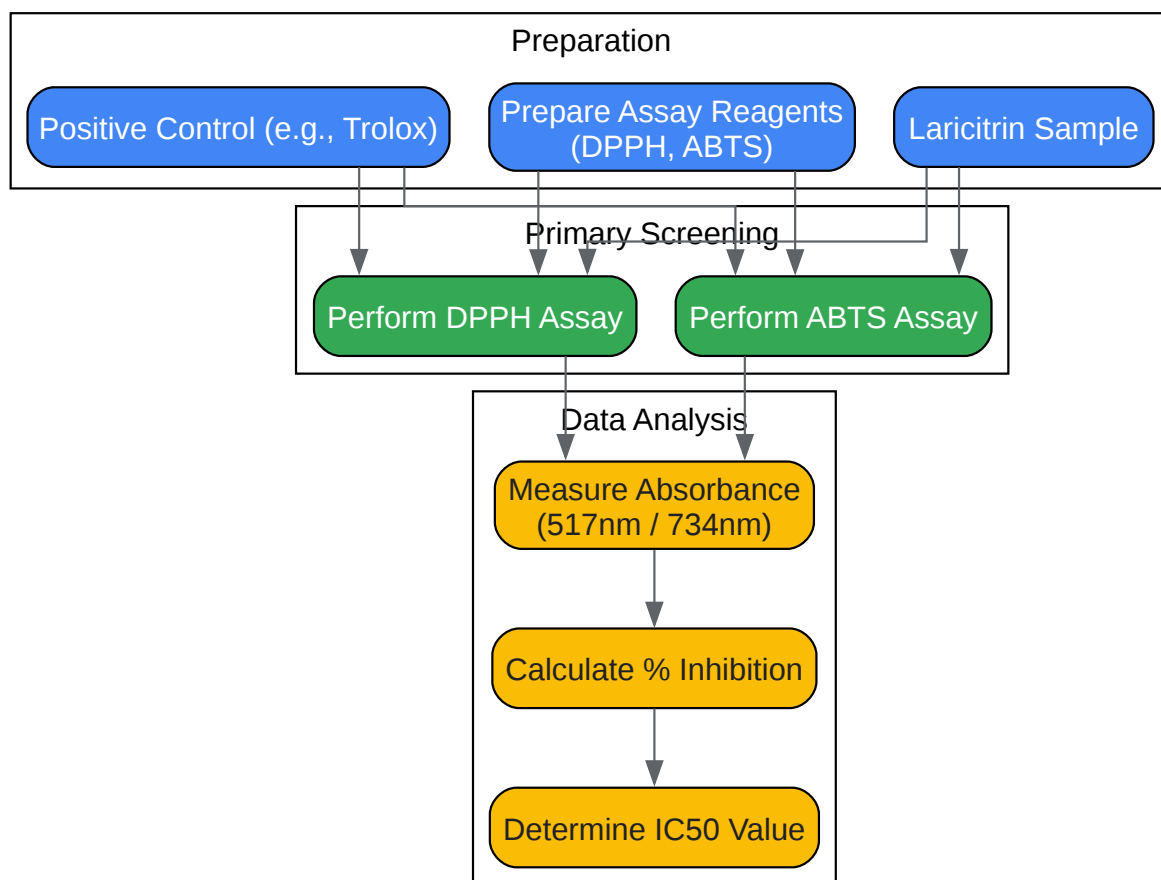 Preparation
Positive Control (e.g., Trolox)
Prepare Assay Reagents
(DPPH, ABTS)
Laricitrin Sample
Primary Screening
Perform DPPH Assay
Perform ABTS Assay
Data Analysis
Measure Absorbance
(517nm / 734nm)
Calculate % Inhibition
Determine IC50 Value